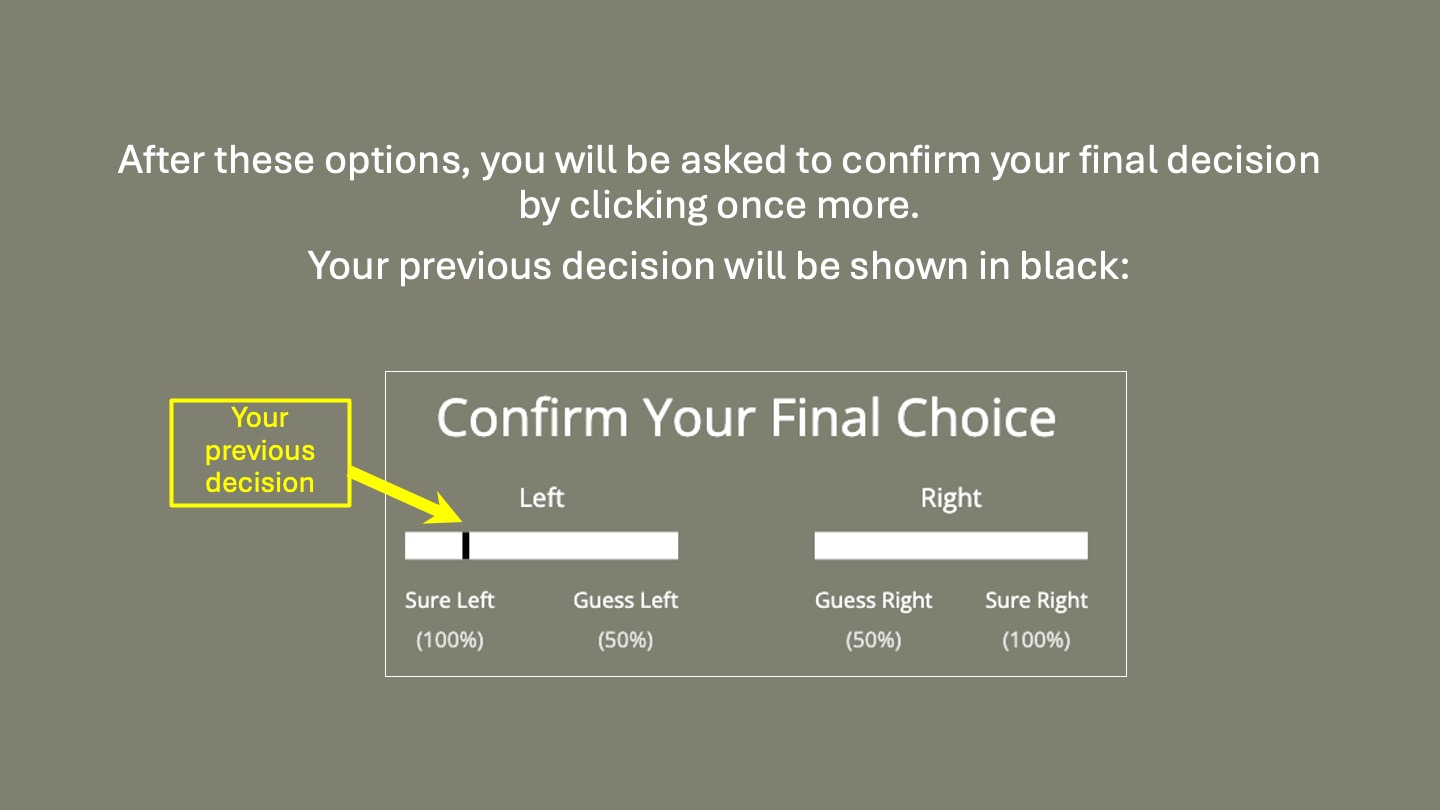 After these options, you will be asked to confirm your final decision
by clicking once more.
Your previous decision will be shown in black:
Your
previous
decision
Confirm Your Final Choice
Left Right
Sure Left Guess Left Guess Right Sure Right
(100%) (50%) (50%) (100%)